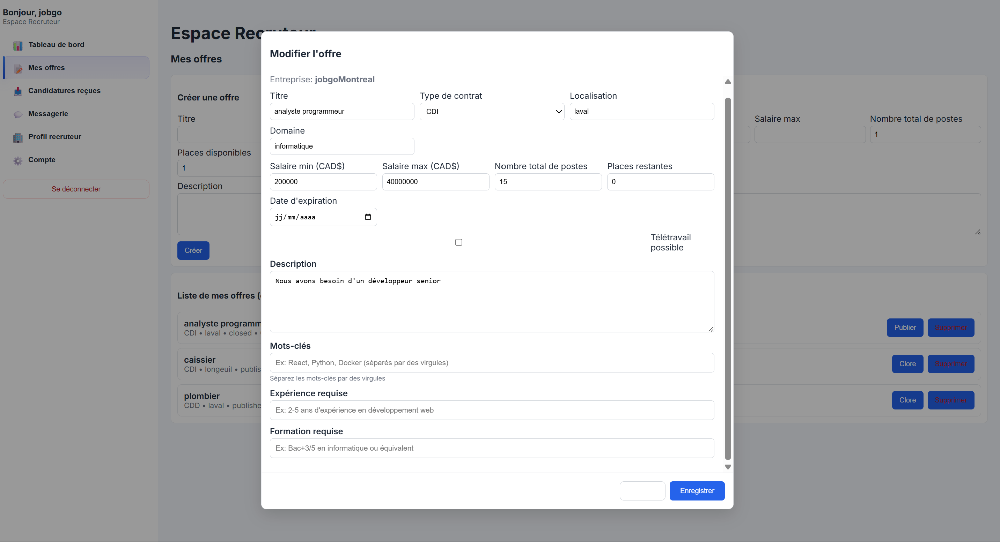 Bonjour, jobgo
Espace Recruteur
Tableau de bord
Mes offres
Candidatures reçues
Messagerie
Profil recruteur
Compte
Se déconnecter
Espace Recruteur
Mes offres
Créer une offre
Titre
Salaire max
Nombre total de postes
1
Places disponibles
1
Description
Créer
Liste de mes offres (
analyste programm
CDI • laval • closed •
Publier
Supprimer
caissier
CDI • longeuil • publis
Clore
Supprimer
plombier
CDD • laval • publishe
Clore
Supprimer
Modifier l'offre
Entreprise: jobgoMontreal
Titre
Type de contrat
Localisation
analyste programmeur
CDI
laval
Domaine
informatique
Salaire min (CAD$)
Salaire max (CAD$)
Nombre total de postes
Places restantes
200000
40000000
15
0
Date d'expiration
jj/mm/aaaa
Télétravail
possible
Description
Nous avons besoin d'un développeur senior
Mots-clés
Ex: React, Python, Docker (séparés par des virgules)
Séparez les mots-clés par des virgules
Expérience requise
Ex: 2-5 ans d'expérience en développement web
Formation requise
Ex: Bac+3/5 en informatique ou équivalent
Enregistrer